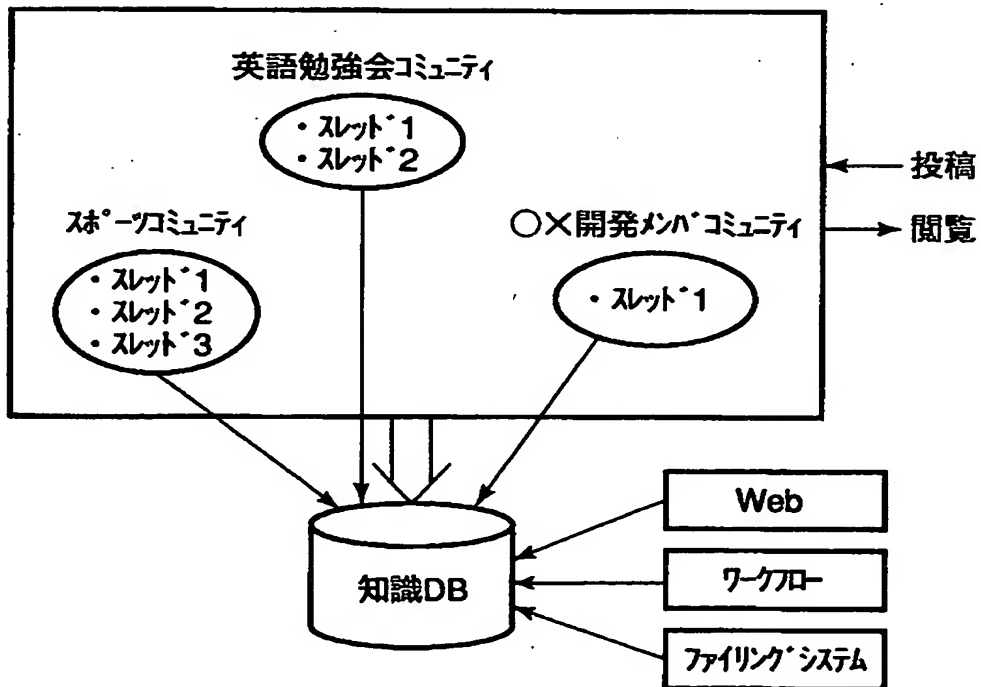 英語勉強会コミュニティ
・スレッド1
・スレッド2
投稿
閲覧
スポーツコミュニティ
・スレッド1
・スレッド2
・スレッド3
○×開発メンバコミュニティ
・スレッド1
知識DB
Web
ワークフロー
ファイリングシステム